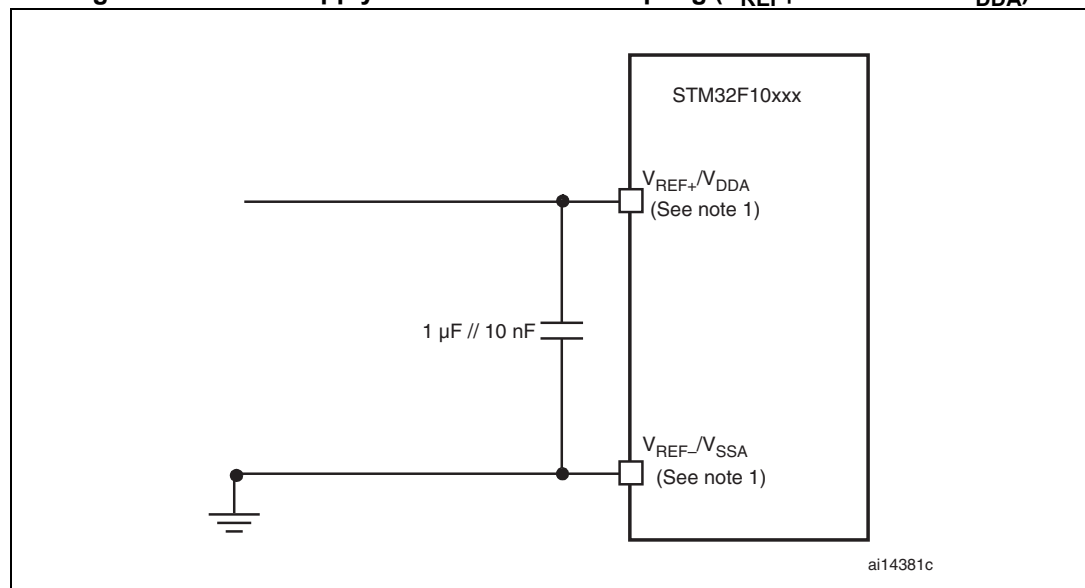 STM32F10xxx
VREF+/VDDA
(See note 1)
1 µF // 10 nF
VREF–/VSSA
(See note 1)
ai14381c